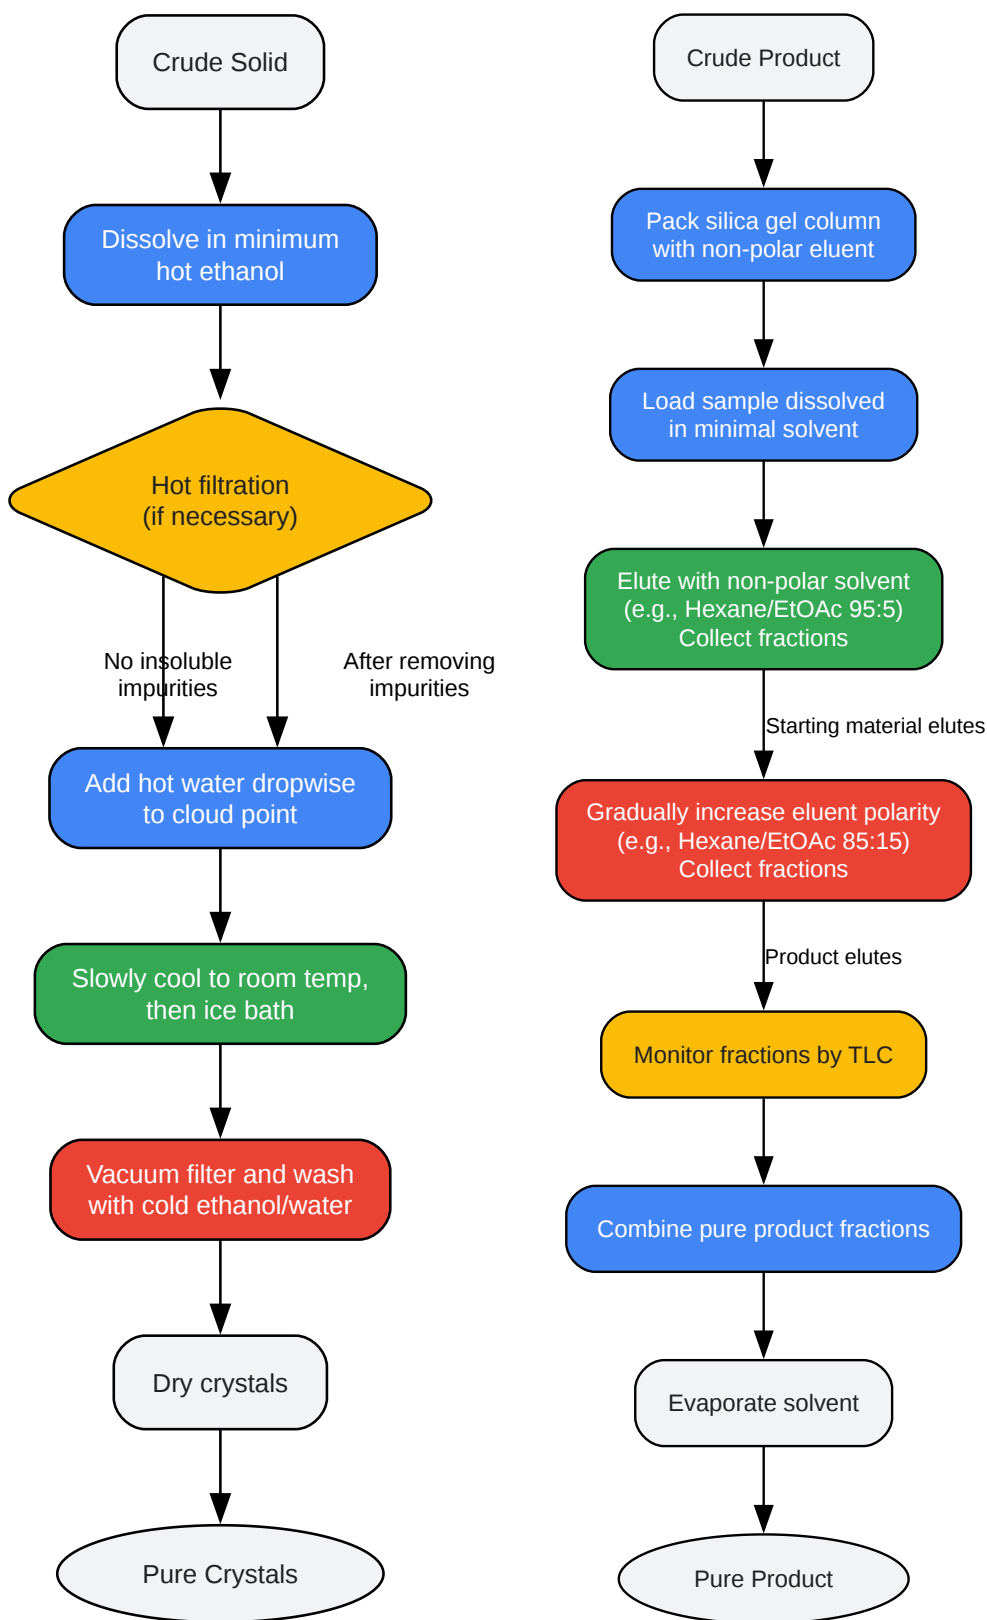 Crude Solid
Dissolve in minimum
hot ethanol
Hot filtration
(if necessary)
No insoluble
impurities
After removing
impurities
Add hot water dropwise
to cloud point
Slowly cool to room temp,
then ice bath
Vacuum filter and wash
with cold ethanol/water
Dry crystals
Pure Crystals
Crude Product
Pack silica gel column
with non-polar eluent
Load sample dissolved
in minimal solvent
Elute with non-polar solvent
(e.g., Hexane/EtOAc 95:5)
Collect fractions
Starting material elutes
Gradually increase eluent polarity
(e.g., Hexane/EtOAc 85:15)
Collect fractions
Product elutes
Monitor fractions by TLC
Combine pure product fractions
Evaporate solvent
Pure Product